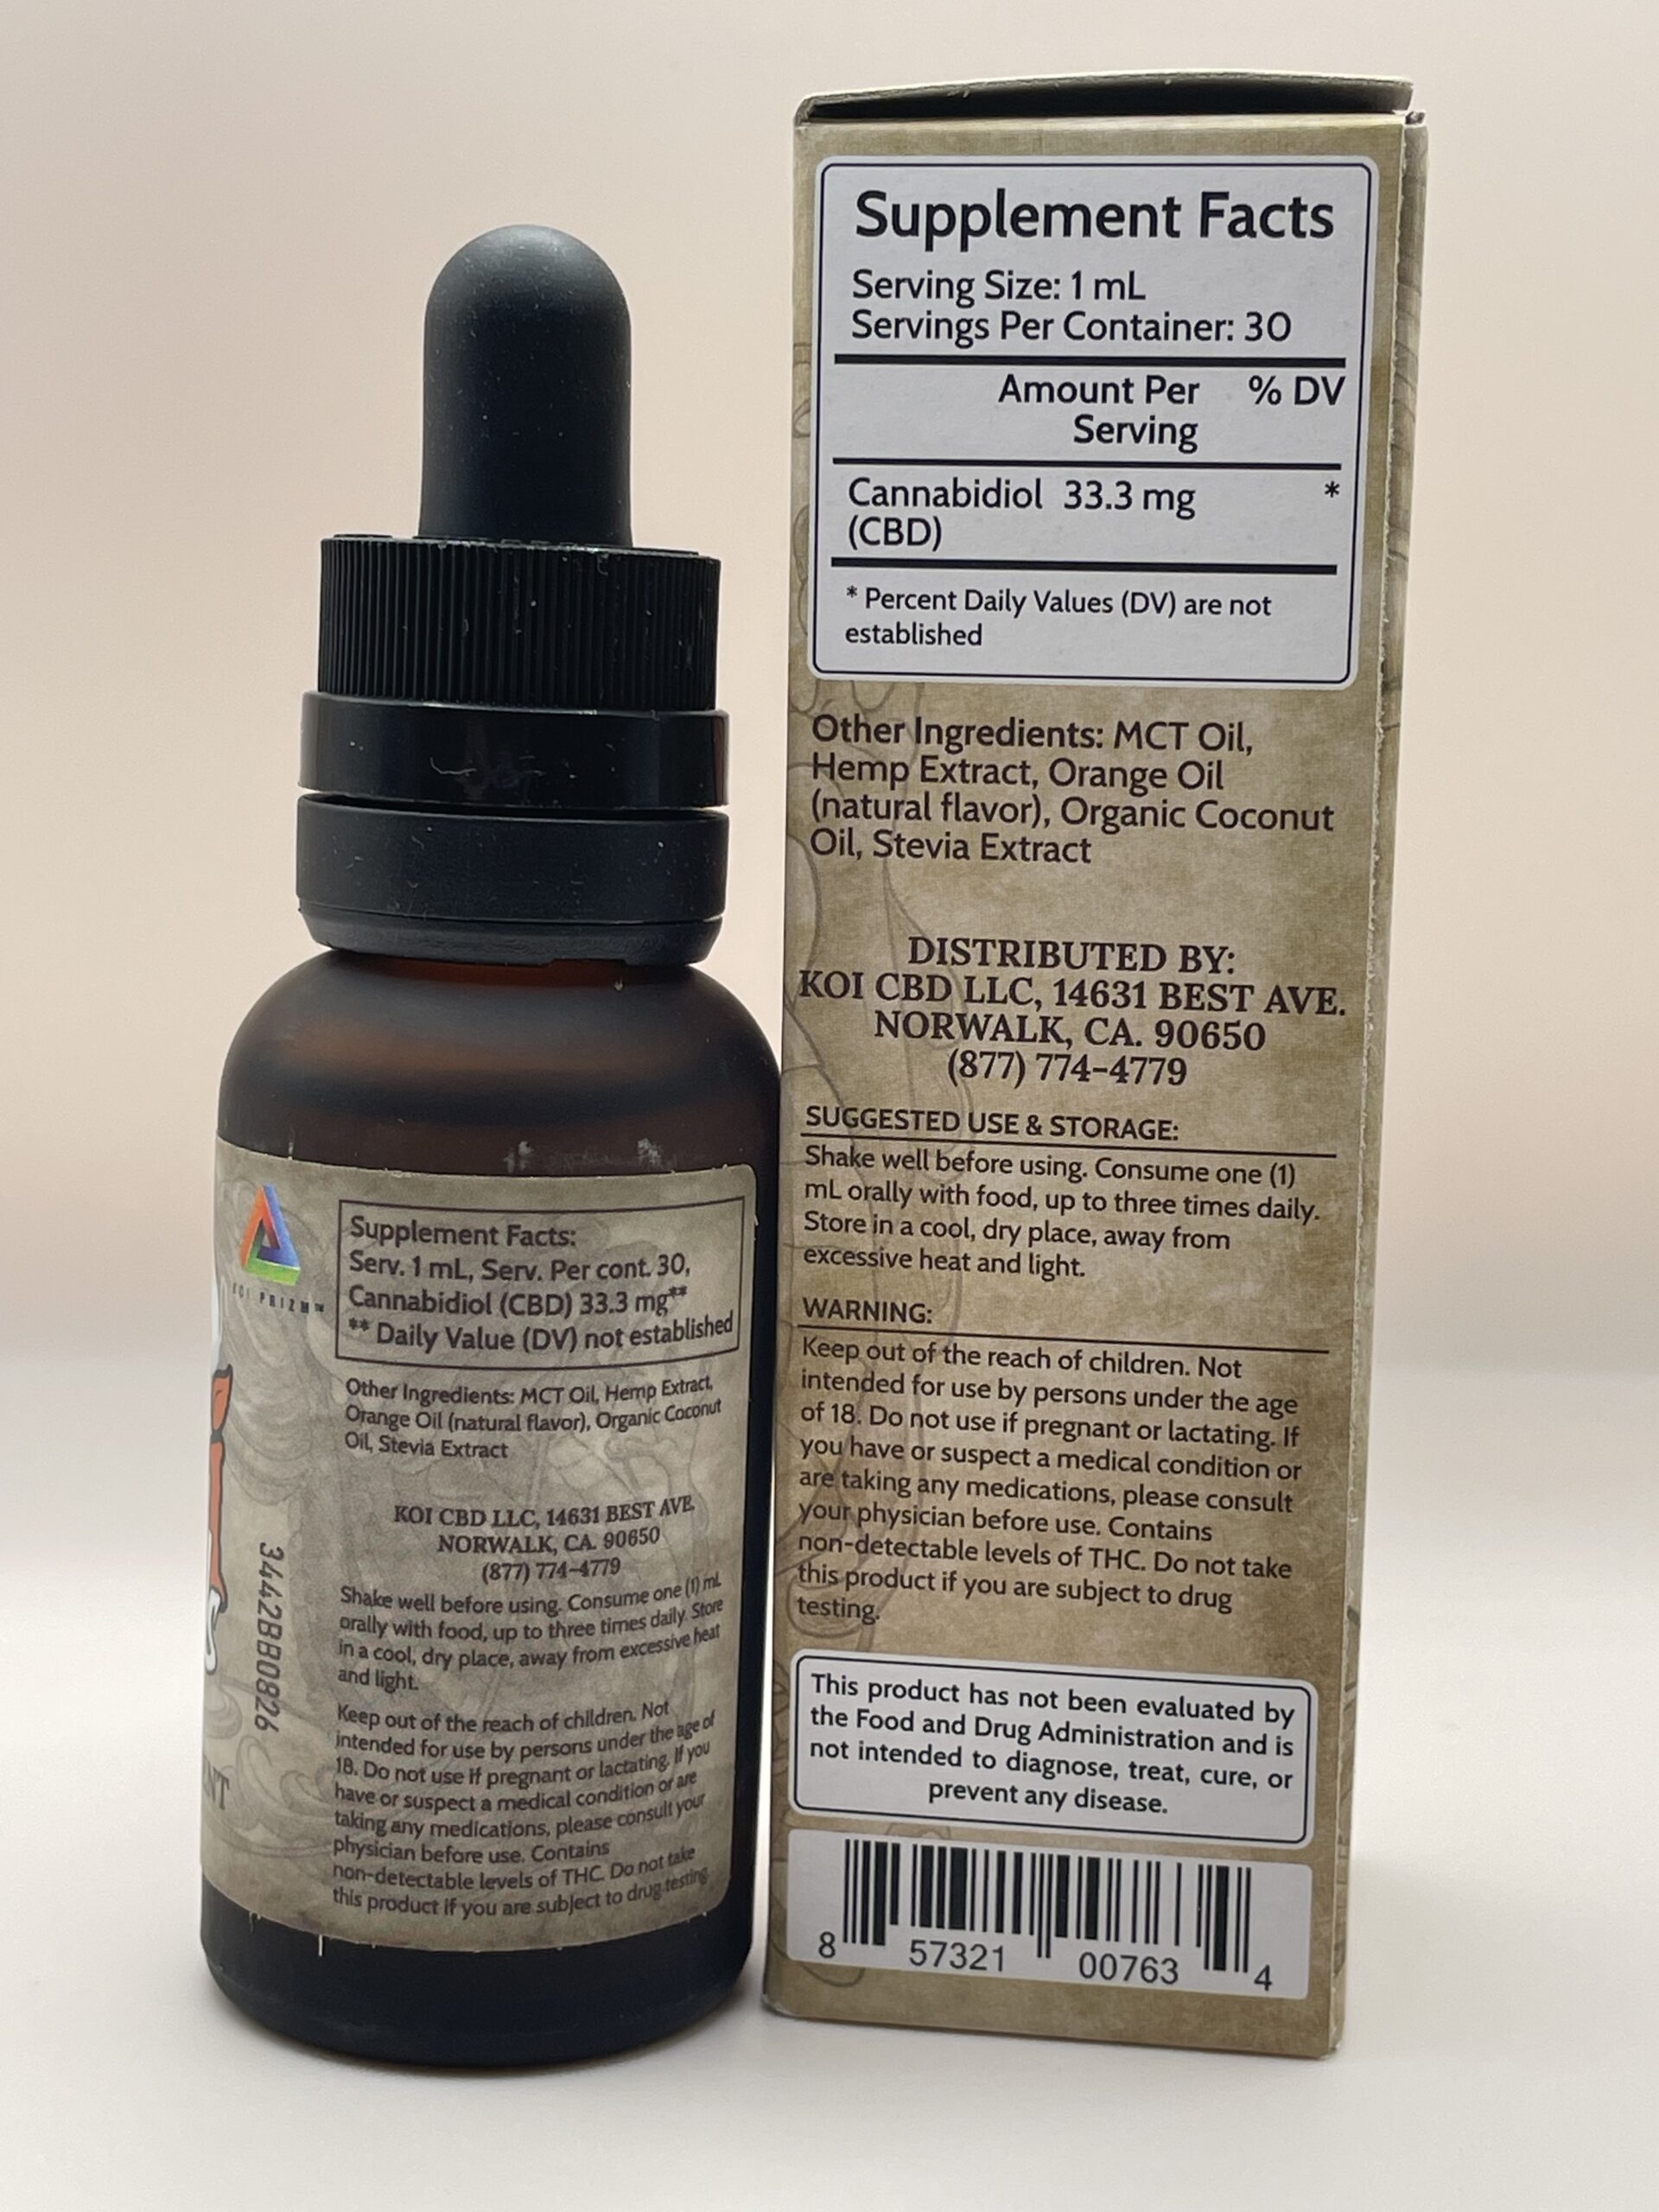 Supplement Facts
Serving Size: 1 mL
Servings Per Container: 30
Amount Per % DV
Serving
Cannabidiol 33.3 mg *
(CBD)
* Percent Daily Values (DV) are not
established
Other Ingredients: MCT Oil,
Hemp Extract, Orange Oil
(natural flavor), Organic Coconut
Oil, Stevia Extract
DISTRIBUTED BY:
KOI CBD LLC, 14631 BEST AVE.
NORWALK, CA. 90650
(877) 774-4779
SUGGESTED USE & STORAGE:
Shake well before using. Consume one (1)
mL orally with food, up to three times daily.
Store in a cool, dry place, away from
excessive heat and light.
WARNING:
Keep out of the reach of children. Not
intended for use by persons under the age
of 18. Do not use if pregnant or lactating. If
you have or suspect a medical condition or
are taking any medications, please consult
your physician before use. Contains
non-detectable levels of THC. Do not take
this product if you are subject to drug
testing.
This product has not been evaluated by
the Food and Drug Administration and is
not intended to diagnose, treat, cure, or
prevent any disease.
8 57321 00763 4
KOI PRIZM™
Supplement Facts:
Serv. 1 mL, Serv. Per cont. 30,
Cannabidiol (CBD) 33.3 mg**
** Daily Value (DV) not established
Other Ingredients: MCT Oil, Hemp Extract,
Orange Oil (natural flavor), Organic Coconut
Oil, Stevia Extract
KOI CBD LLC, 14631 BEST AVE.
NORWALK, CA. 90650
(877) 774-4779
Shake well before using. Consume one (1) mL
orally with food, up to three times daily. Store
in a cool, dry place, away from excessive heat
and light.
Keep out of the reach of children. Not
intended for use by persons under the age of
18. Do not use if pregnant or lactating. If you
have or suspect a medical condition or are
taking any medications, please consult your
physician before use. Contains
non-detectable levels of THC. Do not take
this product if you are subject to drug testing.
3442BB0826